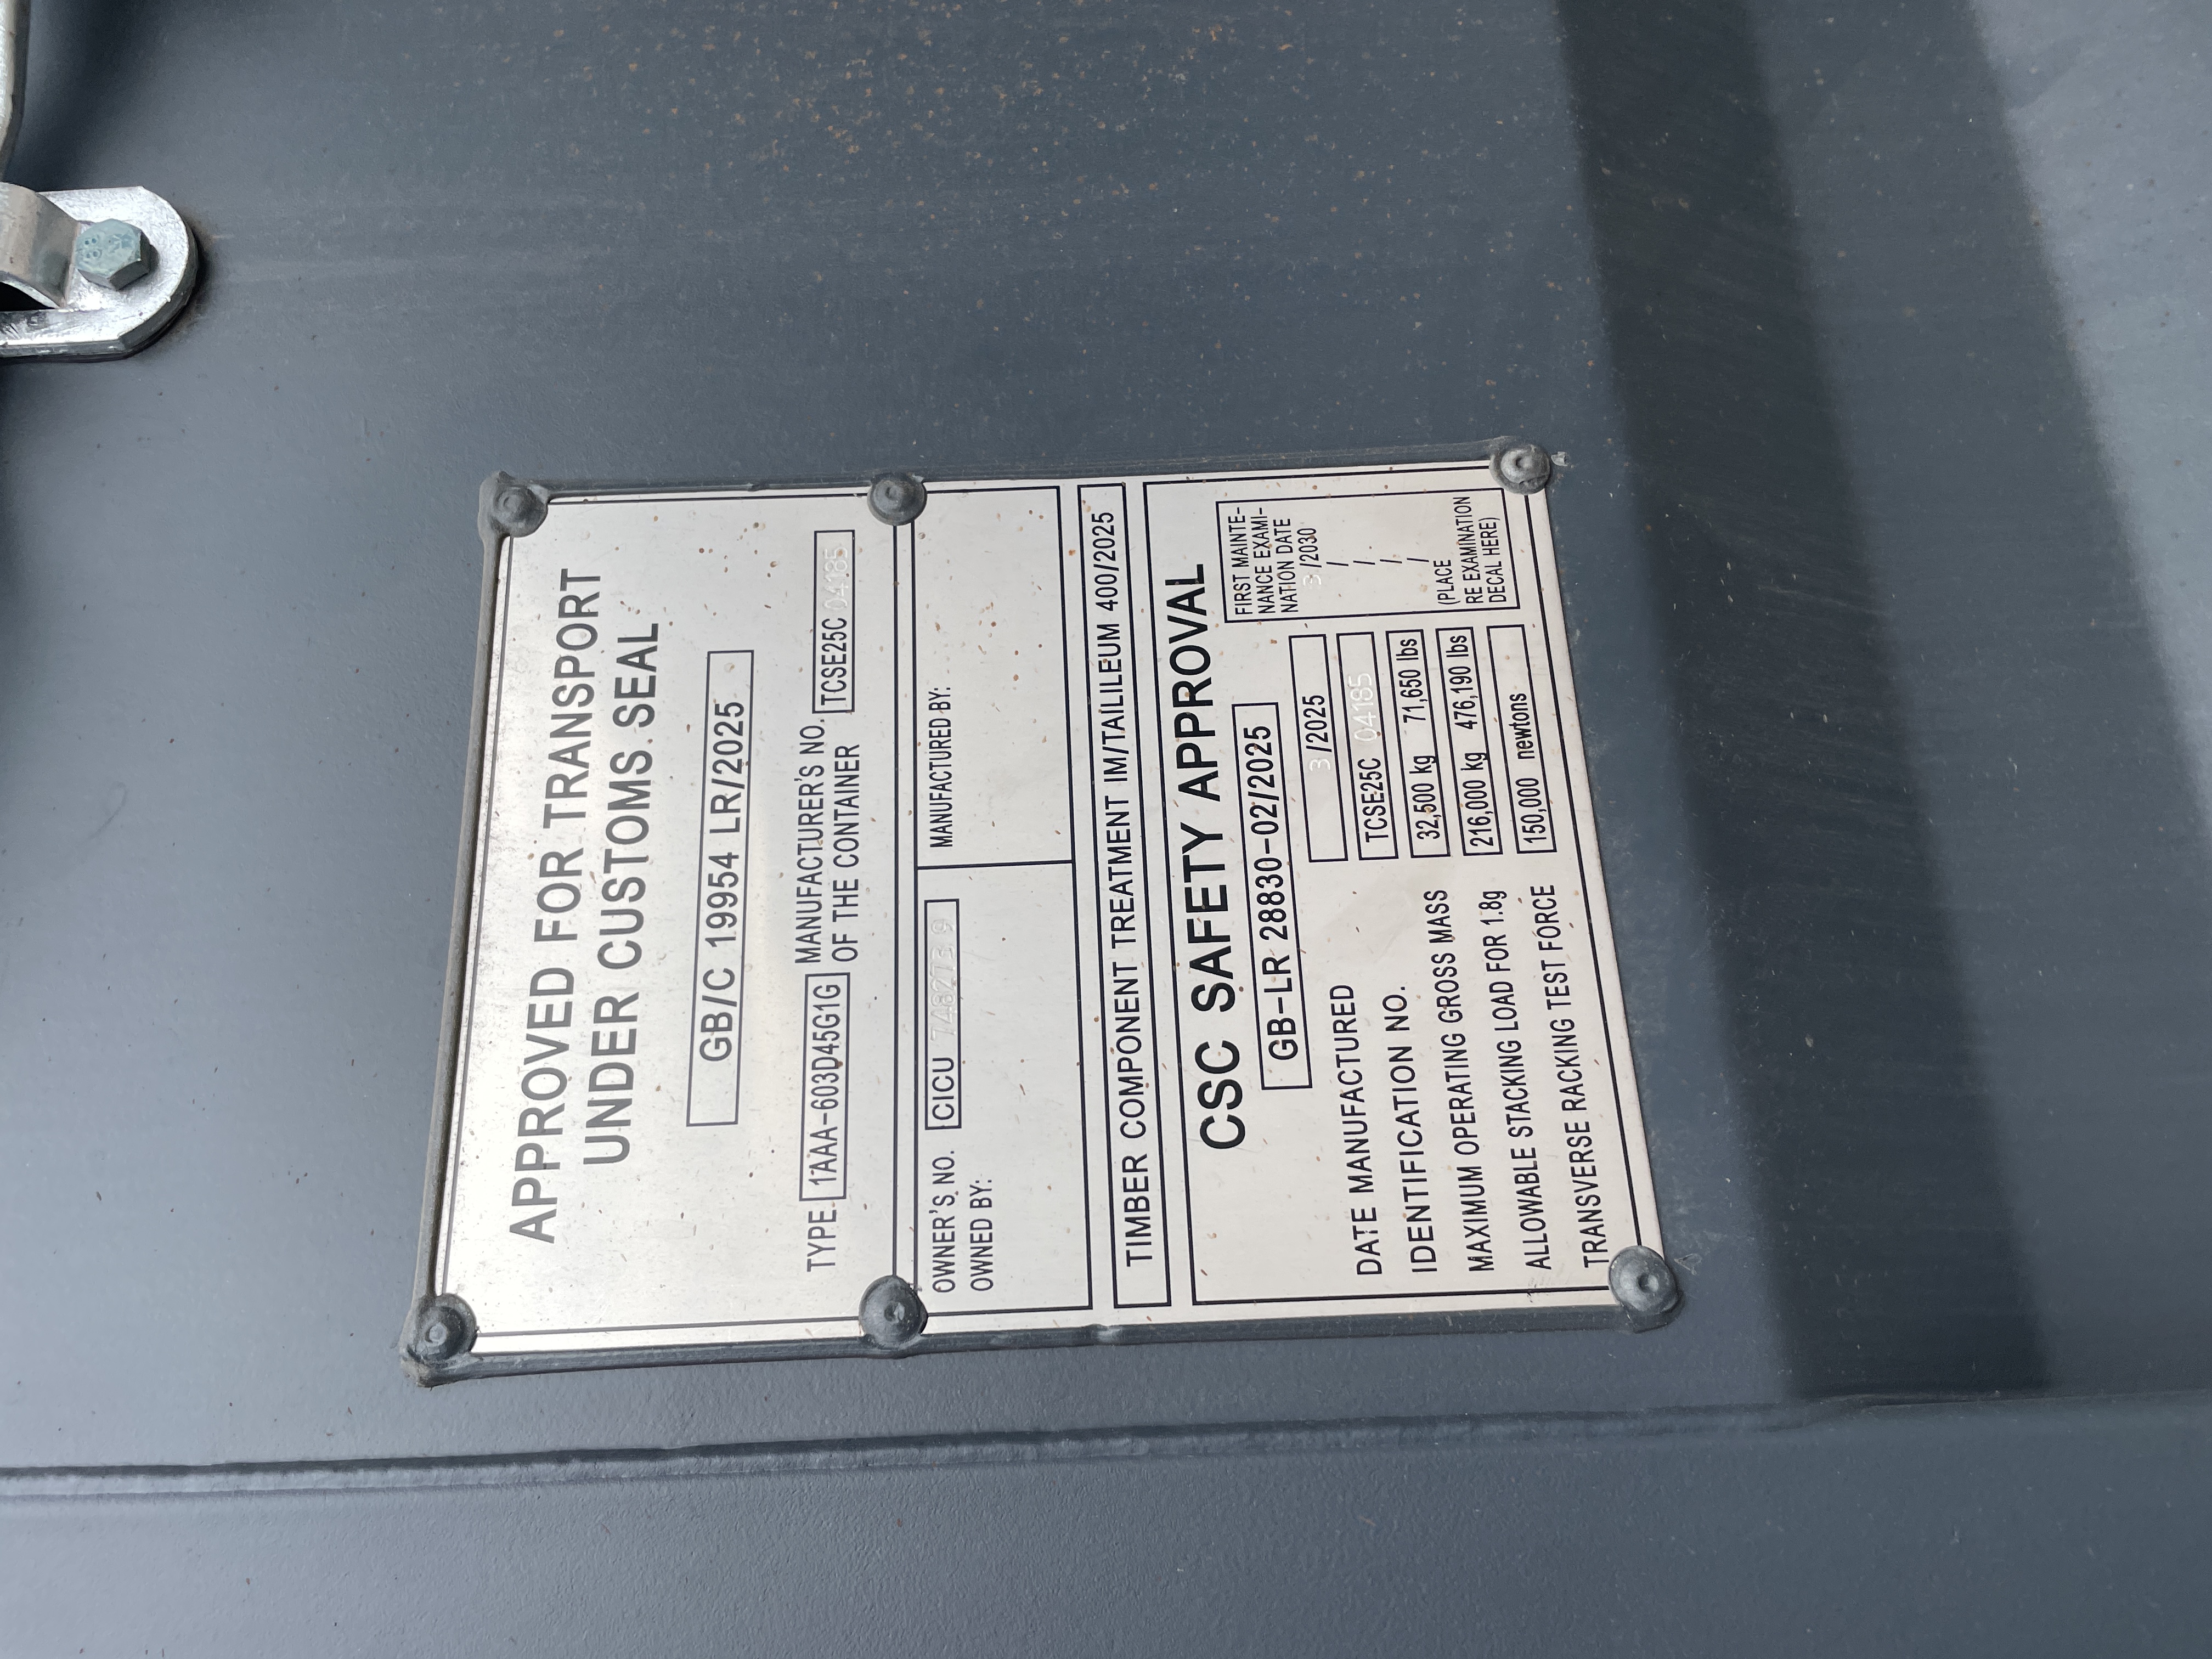 APPROVED FOR TRANSPORT
UNDER CUSTOMS SEAL
GB/C 19954 LR/2025
TYPE 1AAA-603D45G1G MANUFACTURER'S NO. OF THE CONTAINER TCSE25C 04185
OWNER'S NO. CICU 748273 9
OWNED BY:
MANUFACTURED BY:
TIMBER COMPONENT TREATMENT IM/TAILILEUM 400/2025
CSC SAFETY APPROVAL
GB-LR 28830-02/2025
DATE MANUFACTURED 3 /2025
IDENTIFICATION NO. TCSE25C 04185
MAXIMUM OPERATING GROSS MASS 32,500 kg 71,650 lbs
ALLOWABLE STACKING LOAD FOR 1.8g 216,000 kg 476,190 lbs
TRANSVERSE RACKING TEST FORCE 150,000 newtons
FIRST MAINTE-
NANCE EXAMI-
NATION DATE
3 /2030
/
/
/
/
(PLACE
RE EXAMINATION
DECAL HERE)